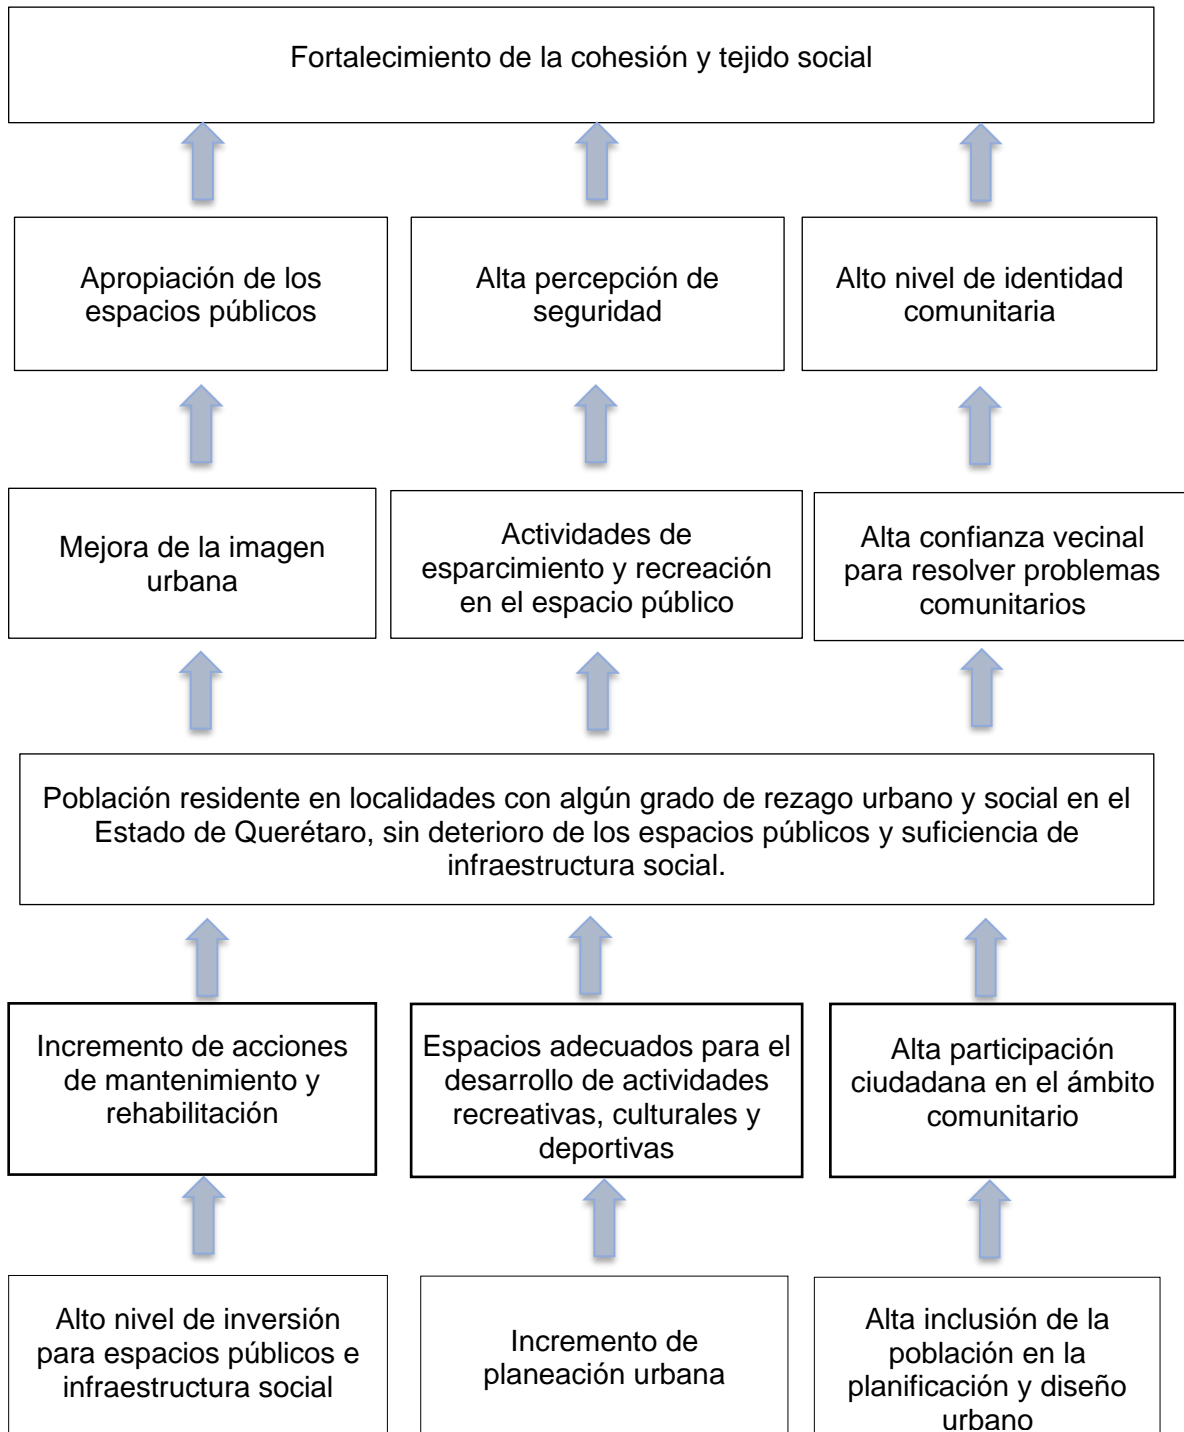 Fortalecimiento de la cohesión y tejido social
Apropiación de los
espacios públicos
Alta percepción de
seguridad
Alto nivel de identidad
comunitaria
Mejora de la imagen
urbana
Actividades de
esparcimiento y recreación
en el espacio público
Alta confianza vecinal
para resolver problemas
comunitarios
Población residente en localidades con algún grado de rezago urbano y social en el
Estado de Querétaro, sin deterioro de los espacios públicos y suficiencia de
infraestructura social.
Incremento de acciones
de mantenimiento y
rehabilitación
Espacios adecuados para el
desarrollo de actividades
recreativas, culturales y
deportivas
Alta participación
ciudadana en el ámbito
comunitario
Alto nivel de inversión
para espacios públicos e
infraestructura social
Incremento de
planeación urbana
Alta inclusión de la
población en la
planificación y diseño
urbano